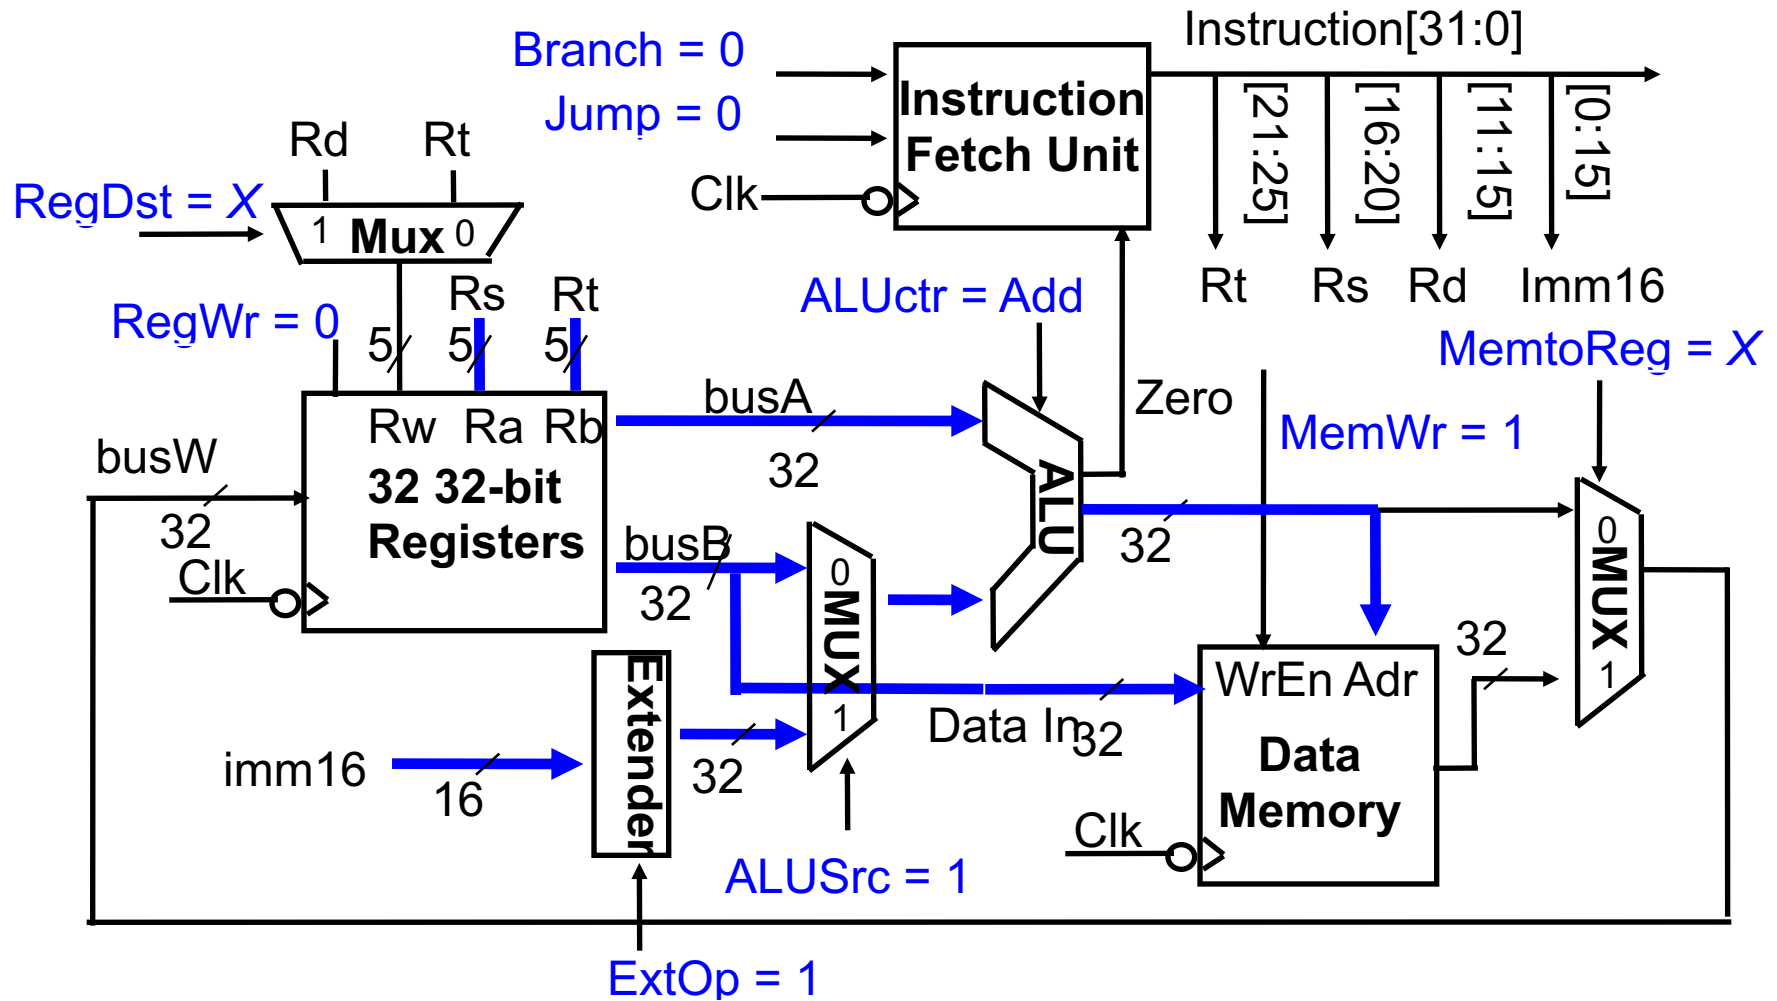 Branch = 0
Jump = 0
Clk
Instruction
Fetch Unit
Instruction[31:0]
[21:25]
[16:20]
[11:15]
[0:15]
Rt
Rs
Rd
Imm16
Rd
Rt
RegDst = X
1
Mux
0
RegWr = 0
5
Rs
5
Rt
5
Rw
Ra
Rb
32 32-bit
Registers
busW
32
Clk
busA
32
busB
32
ALUctr = Add
ALU
Zero
32
MemWr = 1
MemtoReg = X
0
MUX
1
0
MUX
1
32
WrEn Adr
Data
Memory
Clk
Data In
32
imm16
16
Extender
32
ALUSrc = 1
ExtOp = 1